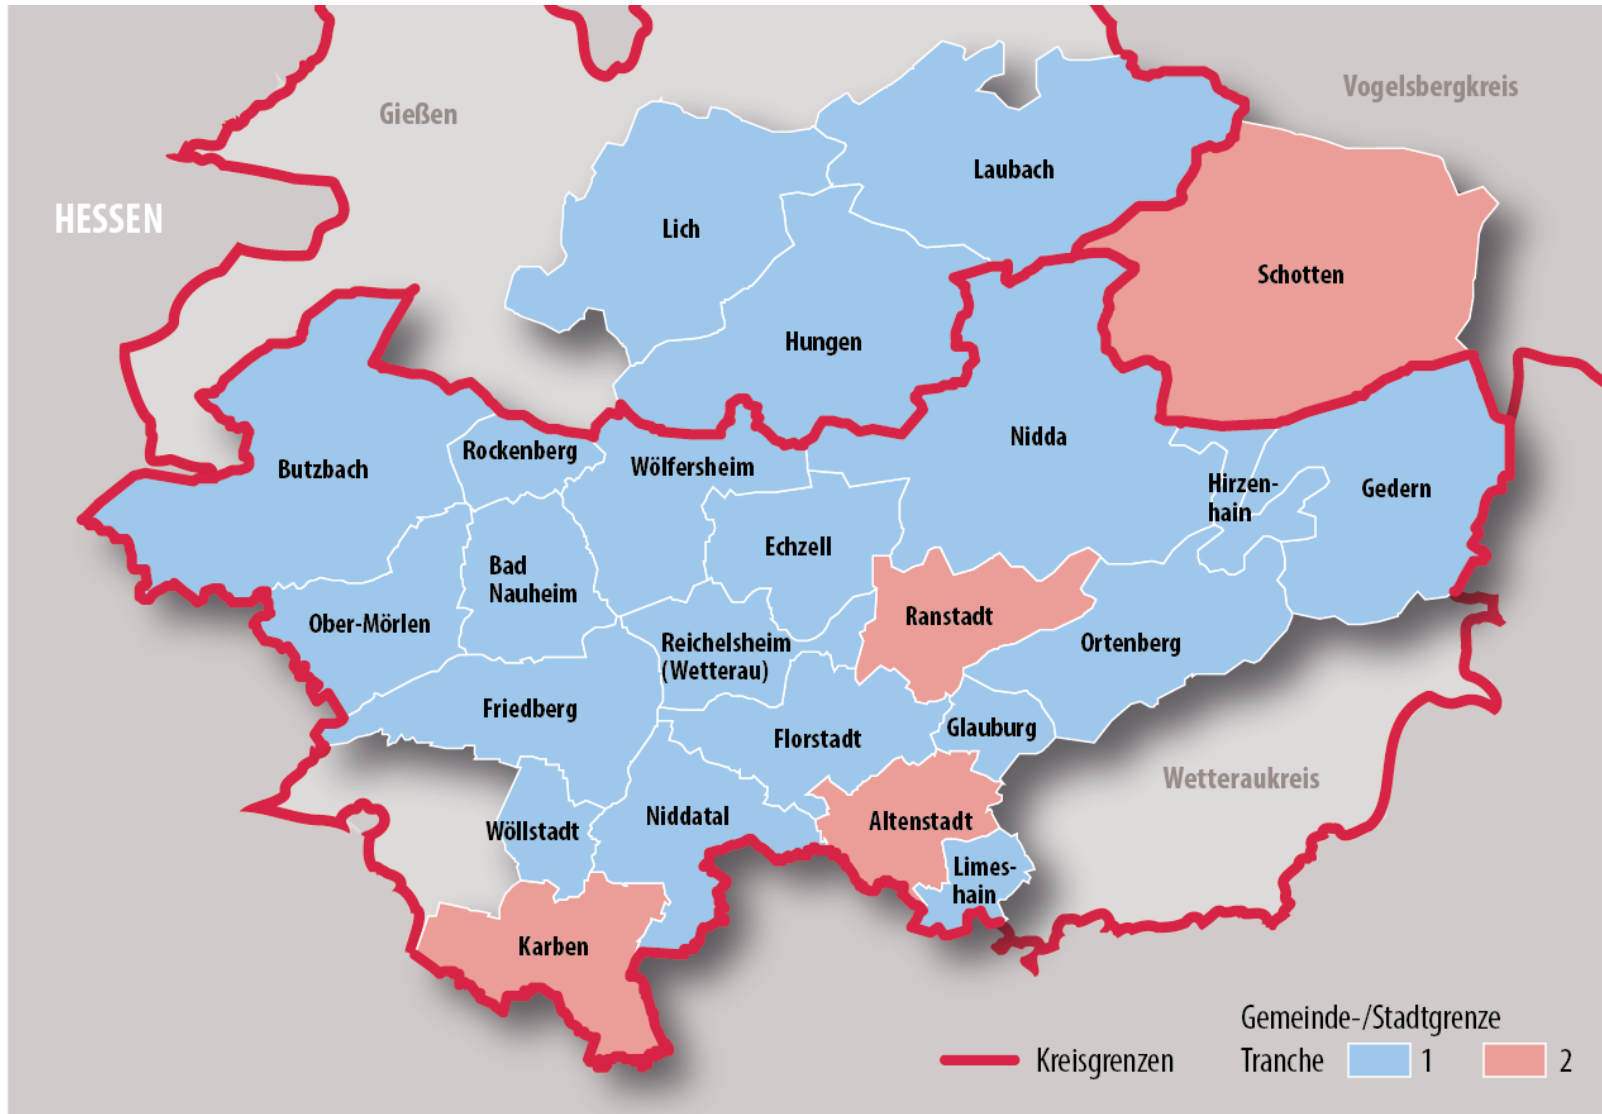 Vogelsbergkreis
Gießen
Laubach
HESSEN
Lich
Schotten
Hungen
Nidda
Rockenberg
Wölfersheim
Butzbach
Hirzen-
hain
Gedern
Echzell
Bad
Nauheim
Ranstadt
Ober-Mörlen
Reichelsheim
(Wetterau)
Ortenberg
Friedberg
Glauburg
Florstadt
Wetteraukreis
Niddatal
Altenstadt
Wöllstadt
Limes-
hain
Karben
Gemeinde-/Stadtgrenze
Kreisgrenzen
Tranche 1 2